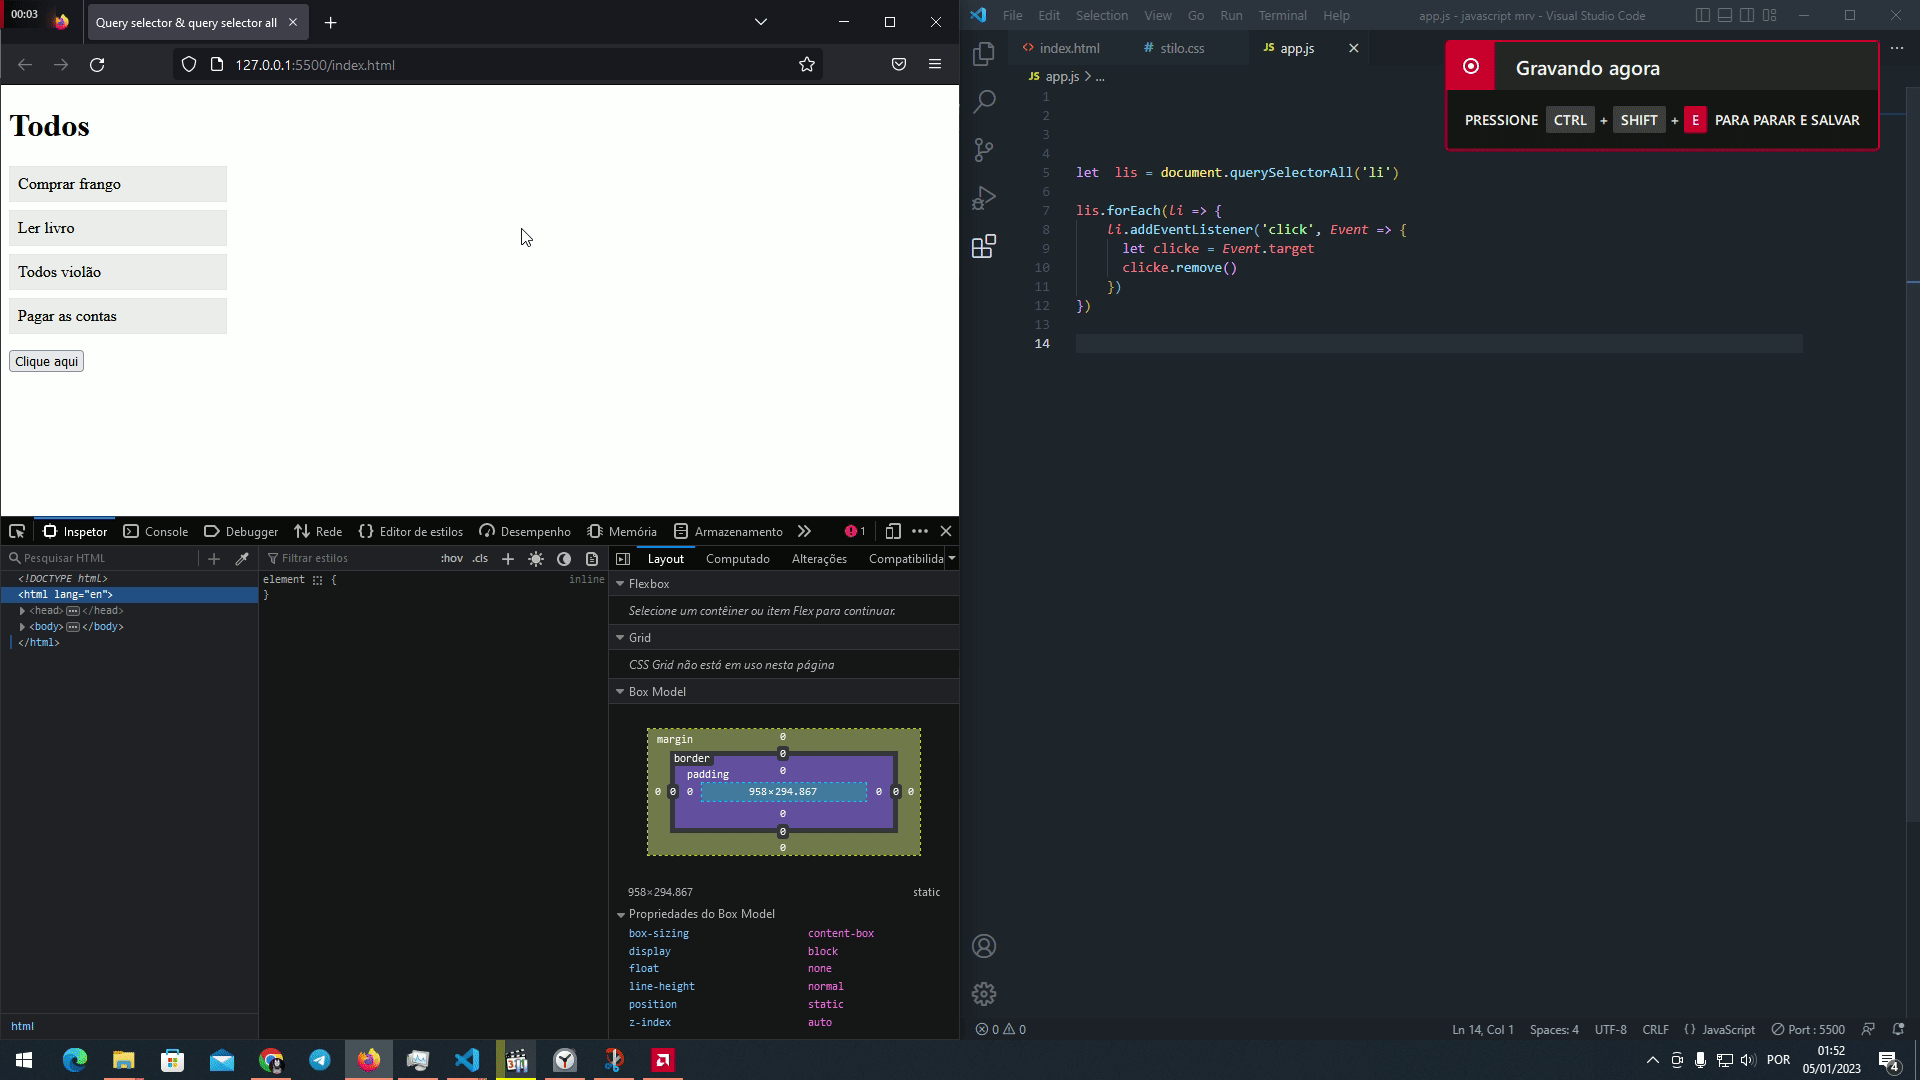 00:03
Query selector & query selector all
127.0.0.1:5500/index.html
Todos
Comprar frango
Ler livro
Todos violão
Pagar as contas
Clique aqui
Inspetor Console Debugger Rede Editor de estilos Desempenho Memória Armazenamento 1
Pesquisar HTML
<!DOCTYPE html>
<html lang="en">
<head></head>
<body></body>
</html>
html
Filtrar estilos :hov .cls
element { inline
}
Layout Computado Alterações Compatibilida
Flexbox
Selecione um contêiner ou item Flex para continuar.
Grid
CSS Grid não está em uso nesta página
Box Model
margin 0
border 0
padding 0
0 0 0 958×294.867 0 0 0
0
0
0
958×294.867 static
Propriedades do Box Model
box-sizing content-box
display block
float none
line-height normal
position static
z-index auto
File Edit Selection View Go Run Terminal Help app.js - javascript mrv - Visual Studio Code
index.html stilo.css JS app.js
JS app.js > ...
Gravando agora
PRESSIONE CTRL + SHIFT + E PARA PARAR E SALVAR
1
2
3
4
5 let  lis = document.querySelectorAll('li')
6
7 lis.forEach(li => {
8     li.addEventListener('click', Event => {
9       let clicke = Event.target
10       clicke.remove()
11     })
12 })
13
14
0 0 Ln 14, Col 1 Spaces: 4 UTF-8 CRLF {} JavaScript Port : 5500
POR 01:52
05/01/2023 4